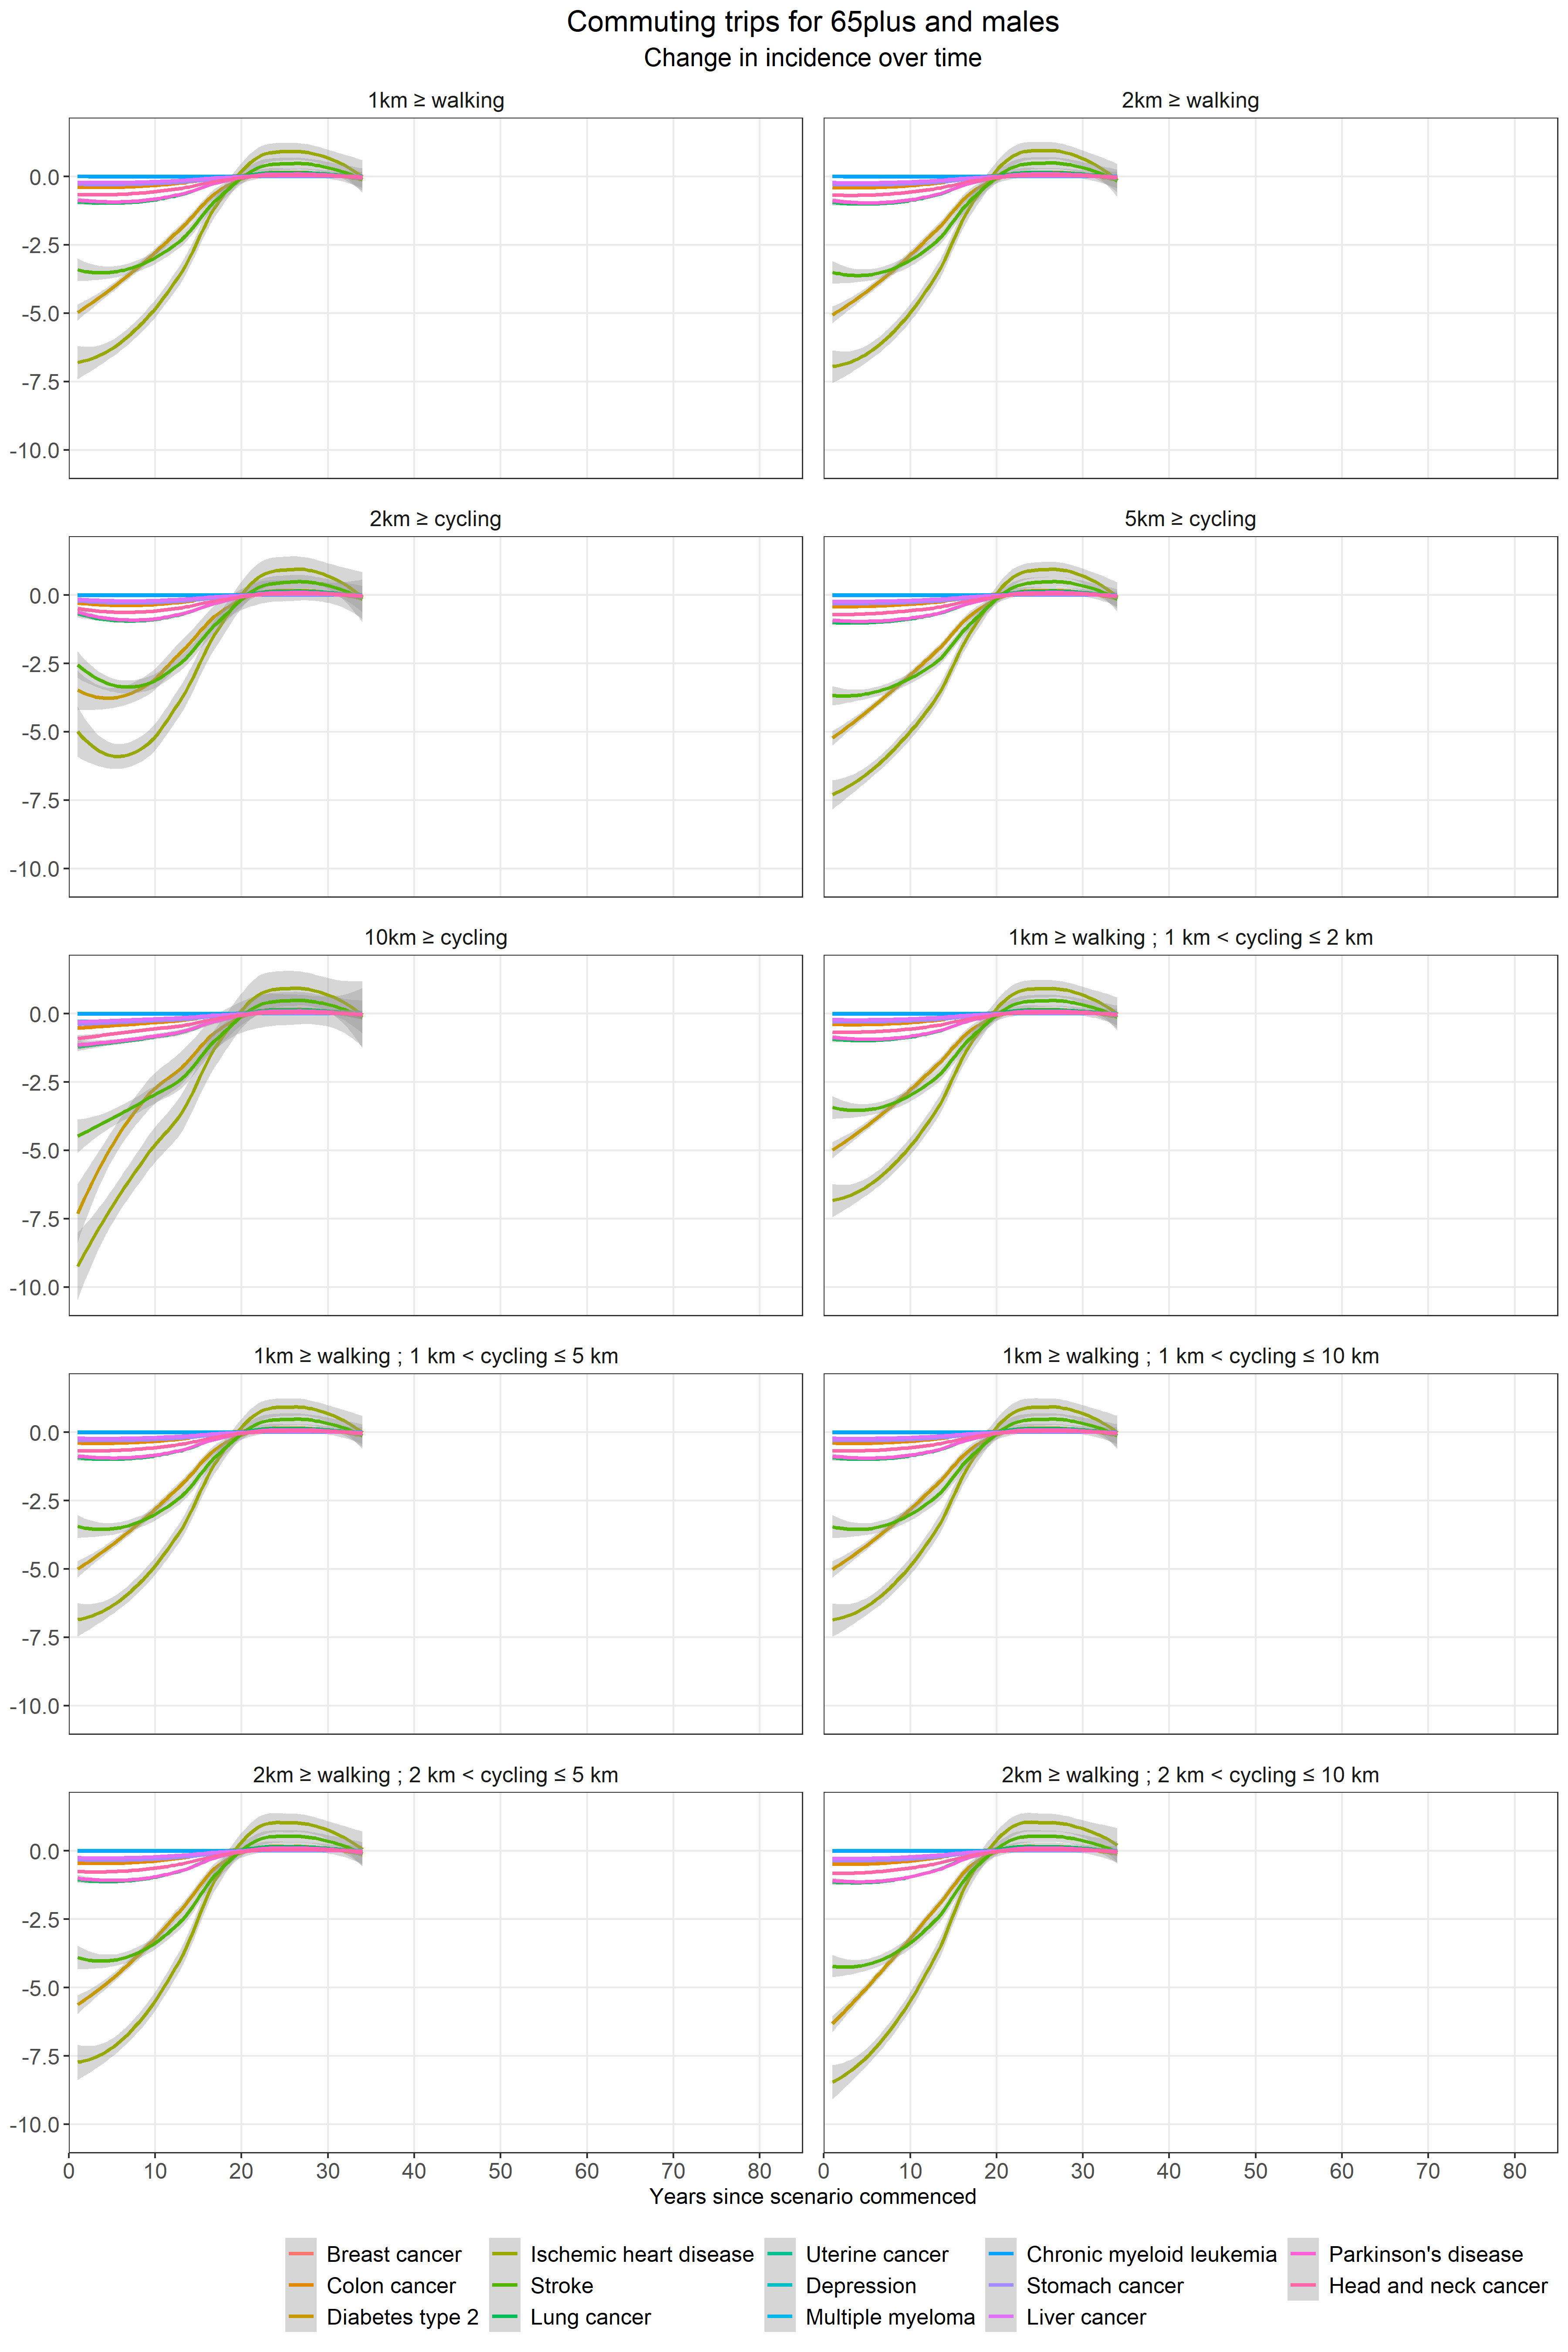 Commuting trips for 65plus and males
Change in incidence over time
1km ≥ walking
2km ≥ walking
0.0
-2.5
-5.0
-7.5
-10.0
2km ≥ cycling
5km ≥ cycling
0.0
-2.5
-5.0
-7.5
-10.0
10km ≥ cycling
1km ≥ walking ; 1 km < cycling ≤ 2 km
0.0
-2.5
-5.0
-7.5
-10.0
1km ≥ walking ; 1 km < cycling ≤ 5 km
1km ≥ walking ; 1 km < cycling ≤ 10 km
0.0
-2.5
-5.0
-7.5
-10.0
2km ≥ walking ; 2 km < cycling ≤ 5 km
2km ≥ walking ; 2 km < cycling ≤ 10 km
0.0
-2.5
-5.0
-7.5
-10.0
0 10 20 30 40 50 60 70 80
0 10 20 30 40 50 60 70 80
Years since scenario commenced
Breast cancer
Colon cancer
Diabetes type 2
Ischemic heart disease
Stroke
Lung cancer
Uterine cancer
Depression
Multiple myeloma
Chronic myeloid leukemia
Stomach cancer
Liver cancer
Parkinson's disease
Head and neck cancer